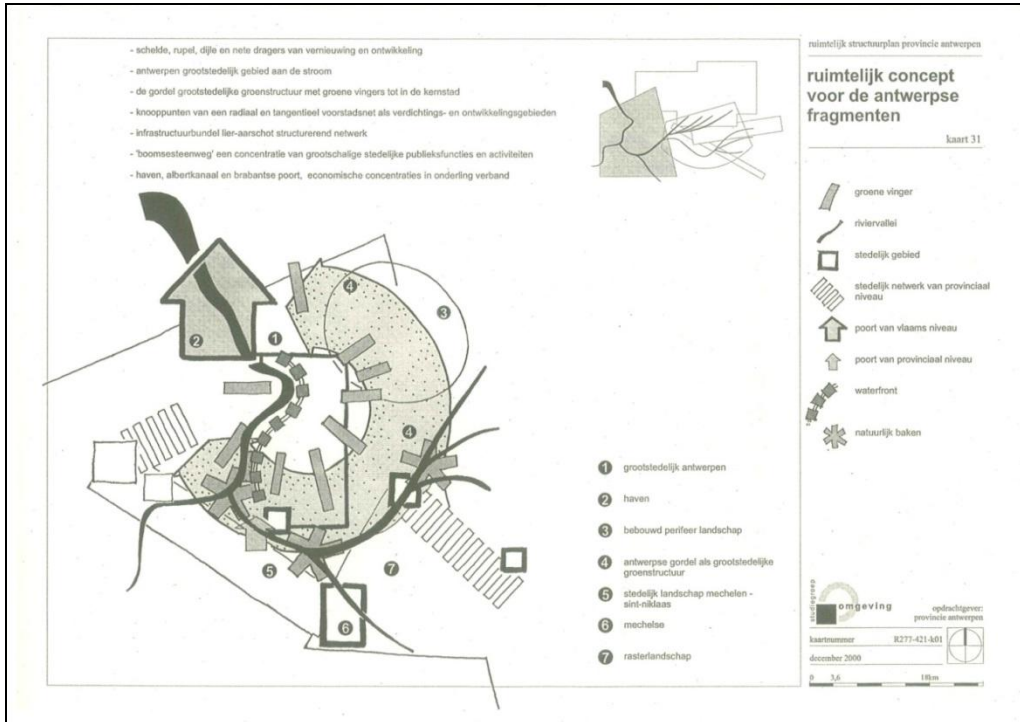 - schelde, rupel, dijle en nete dragers van vernieuwing en ontwikkeling
- antwerpen grootstedelijk gebied aan de stroom
- de gordel grootstedelijke groenstructuur met groene vingers tot in de kernstad
- knooppunten van een radiaal en tangentieel voorstadsnet als verdichtings- en ontwikkelingsgebieden
- infrastructuurbundel lier-aarschot structurerend netwerk
- 'boomsesteenweg' een concentratie van grootschalige stedelijke publieksfuncties en activiteiten
- haven, albertkanaal en brabantse poort, economische concentraties in onderling verband
ruimtelijk structuurplan provincie antwerpen
ruimtelijk concept
voor de antwerpse
fragmenten
kaart 31
groene vinger
riviervallei
stedelijk gebied
stedelijk netwerk van provinciaal
niveau
poort van vlaams niveau
poort van provinciaal niveau
waterfront
natuurlijk baken
4
3
2
1
4
5
7
6
1 grootstedelijk antwerpen
2 haven
3 bebouwd perifeer landschap
4 antwerpse gordel als grootstedelijke
groenstructuur
5 stedelijk landschap mechelen -
sint-niklaas
6 mechelse
7 rasterlandschap
studiegroep
omgeving
opdrachtgever:
provincie antwerpen
kaartnummer R277-421-k01
december 2000
0 3,6 18km